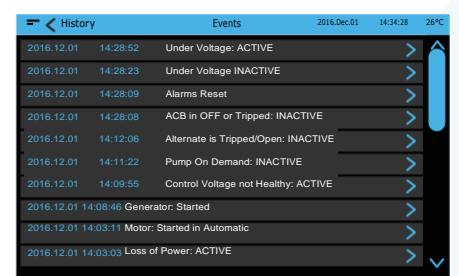 History Events 2016.Dec.01 14:34:28 26°C
2016.12.01 14:28:52 Under Voltage: ACTIVE
2016.12.01 14:28:23 Under Voltage INACTIVE
2016.12.01 14:28:09 Alarms Reset
2016.12.01 14:28:08 ACB in OFF or Tripped: INACTIVE
2016.12.01 14:12:06 Alternate is Tripped/Open: INACTIVE
2016.12.01 14:11:22 Pump On Demand: INACTIVE
2016.12.01 14:09:55 Control Voltage not Healthy: ACTIVE
2016.12.01 14:08:46 Generator: Started
2016.12.01 14:03:11 Motor: Started in Automatic
2016.12.01 14:03:03 Loss of Power: ACTIVE